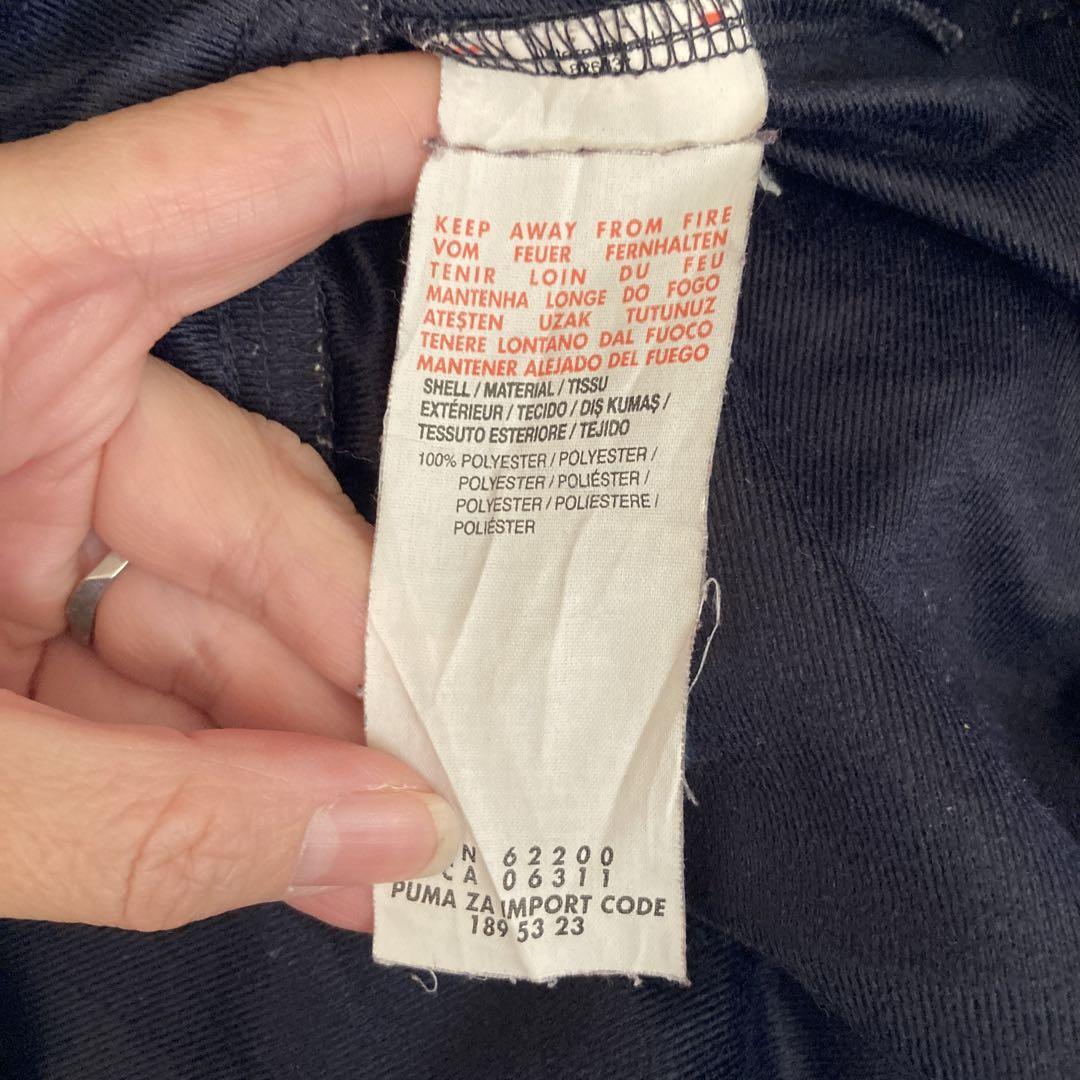 KEEP AWAY FROM FIRE
VOM FEUER FERNHALTEN
TENIR LOIN DU FEU
MANTENHA LONGE DO FOGO
ATEŞTEN UZAK TUTUNUZ
TENERE LONTANO DAL FUOCO
MANTENER ALEJADO DEL FUEGO
SHELL / MATERIAL / TISSU
EXTÉRIEUR / TECIDO / DIŞ KUMAŞ /
TESSUTO ESTERIORE / TEJIDO
100% POLYESTER / POLYESTER /
POLYESTER / POLIÉSTER /
POLYESTER / POLIESTERE /
POLIÉSTER
N 62200
CA 06311
PUMA ZA IMPORT CODE
189 53 23